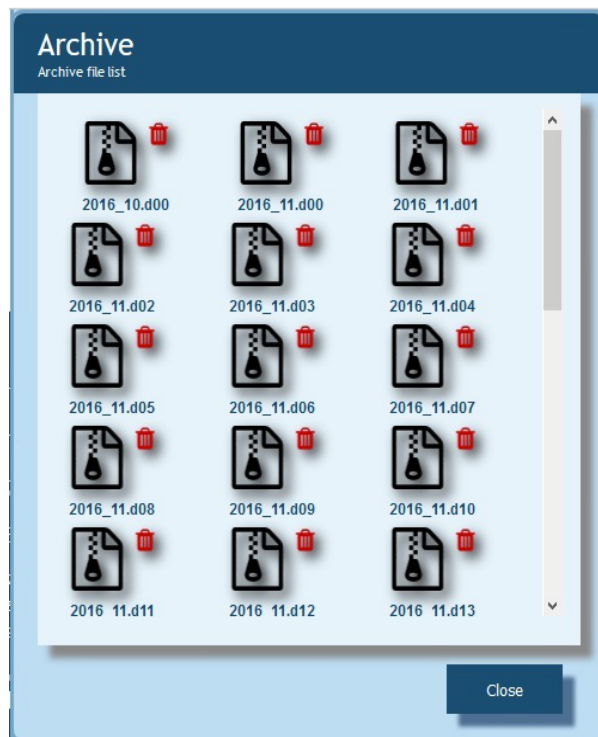 Archive
Archive file list
2016_10.d00 2016_11.d00 2016_11.d01
2016_11.d02 2016_11.d03 2016_11.d04
2016_11.d05 2016_11.d06 2016_11.d07
2016_11.d08 2016_11.d09 2016_11.d10
2016_11.d11 2016_11.d12 2016_11.d13
Close